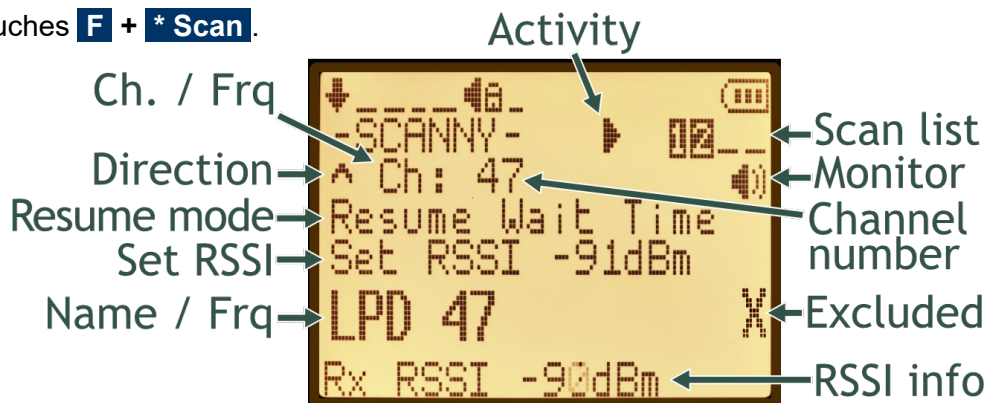 uches F + * Scan.
Activity
Ch. / Frq
-SCANNY-
12
Scan list
Direction
^ Ch: 47
Monitor
Resume mode
Resume Wait Time
Channel number
Set RSSI
Set RSSI -91dBm
Name / Frq
LPD 47
X
Excluded
Rx RSSI -90dBm
RSSI info